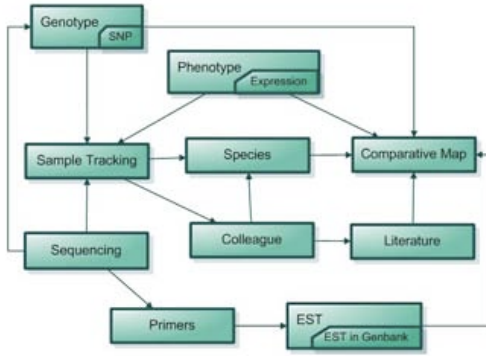 Genotype
SNP
Phenotype
Expression
Sample Tracking
Species
Comparative Map
Sequencing
Colleague
Literature
Primers
EST
EST in Genbank